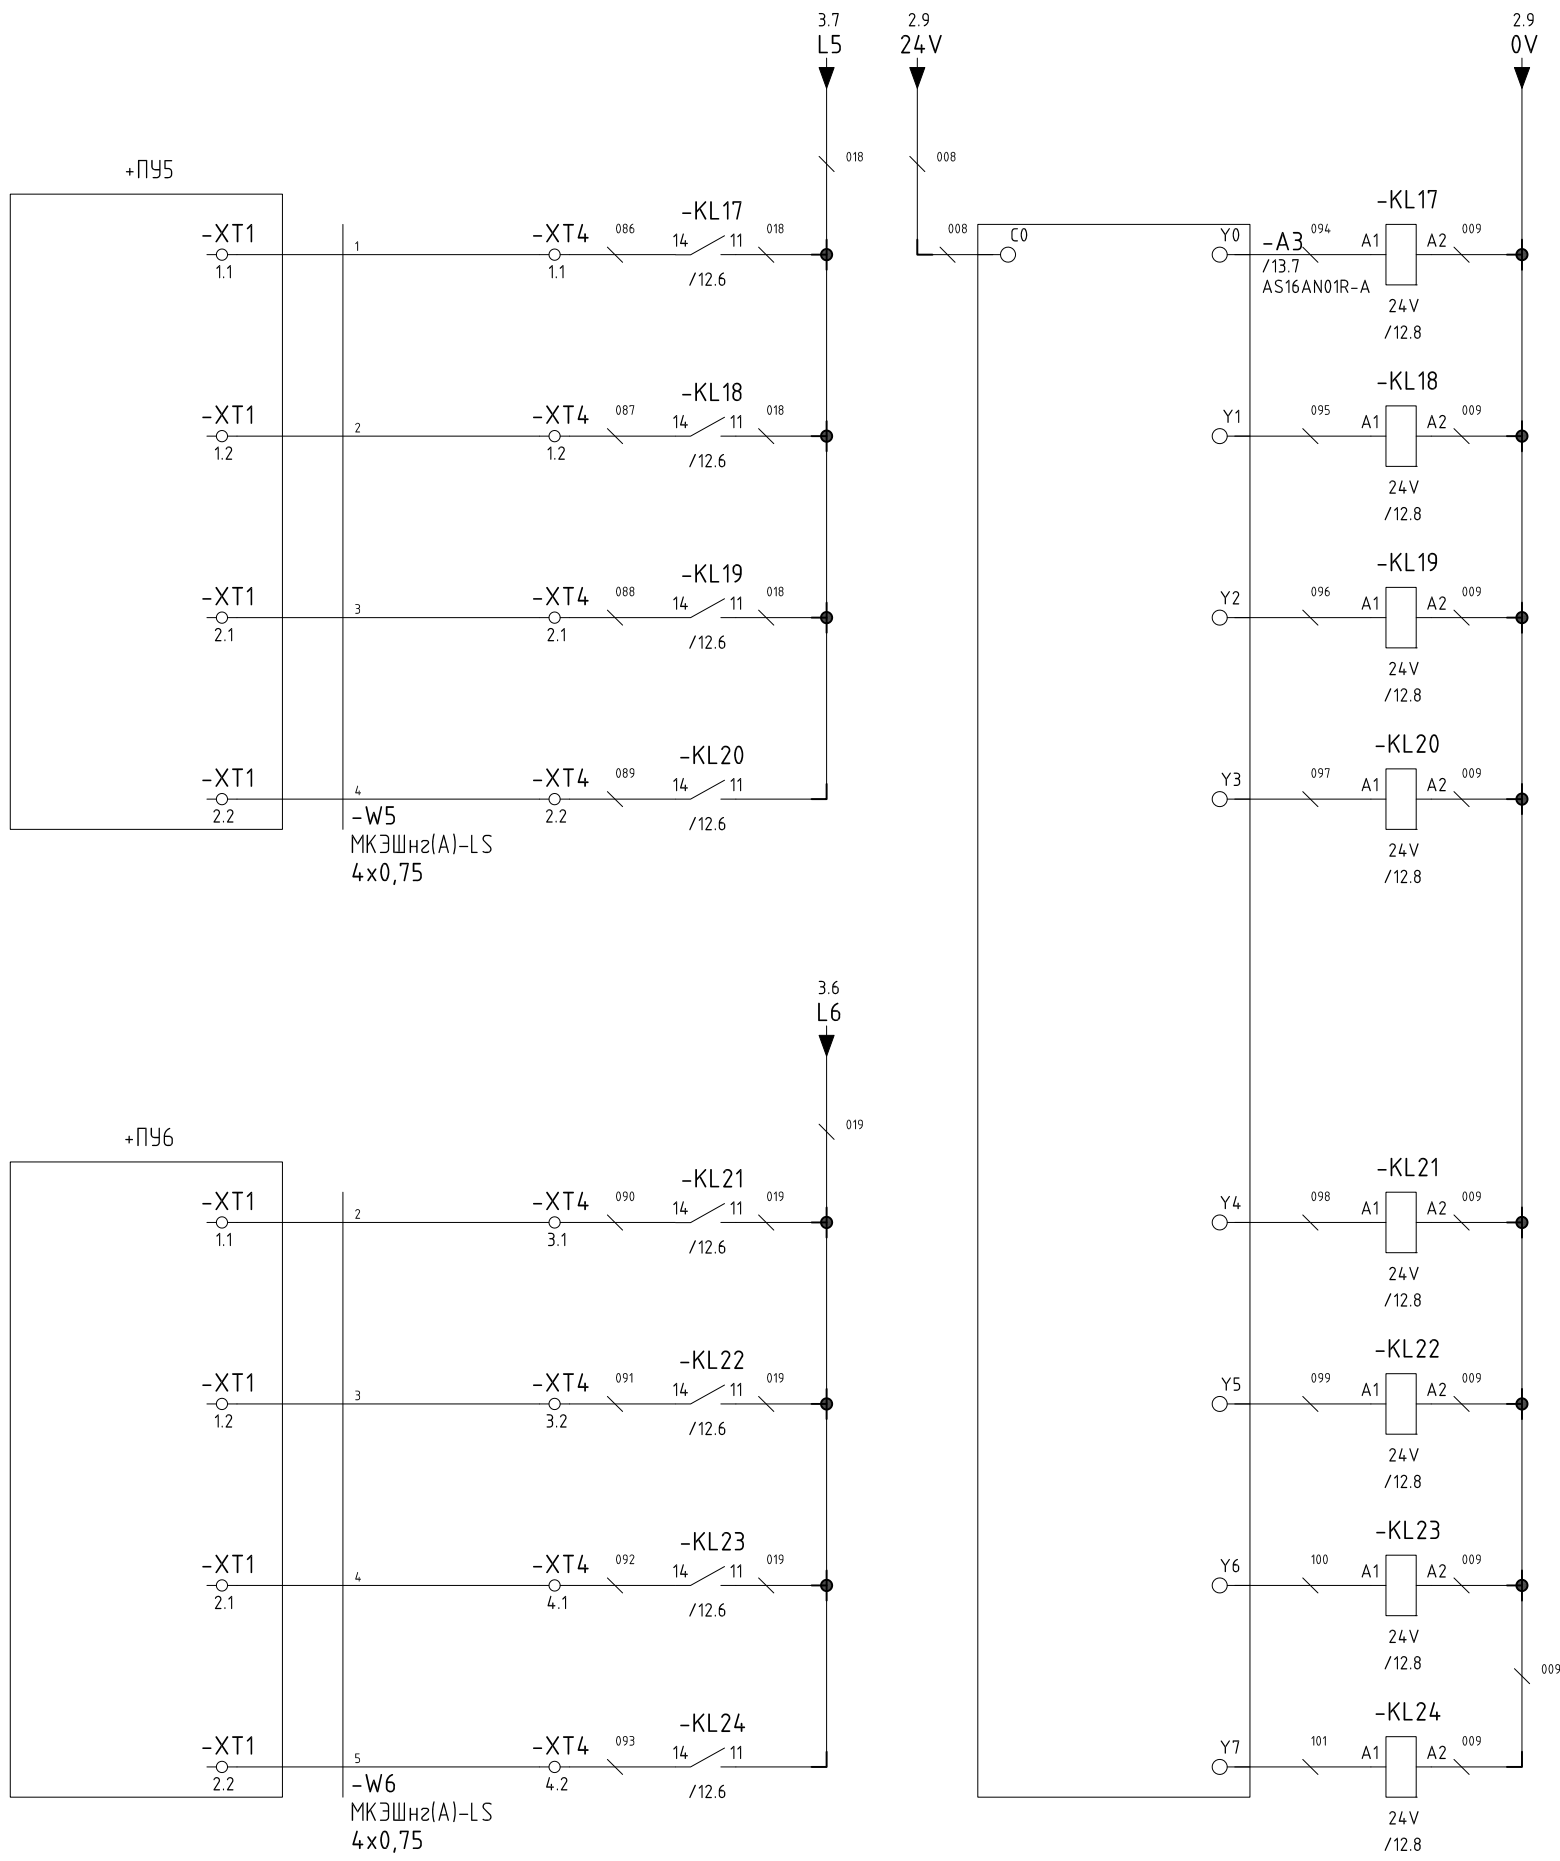 3.7
L5
2.9
24V
2.9
0V
018
008
+ПУ5
-XT1
1.1
1
-XT4
1.1
086
-KL17
14
11
/12.6
018
008
C0
Y0
-A3
/13.7
AS16AN01R-A
094
-KL17
A1
A2
24V
/12.8
009
-XT1
1.2
2
-XT4
1.2
087
-KL18
14
11
/12.6
018
Y1
095
-KL18
A1
A2
24V
/12.8
009
-XT1
2.1
3
-XT4
2.1
088
-KL19
14
11
/12.6
018
Y2
096
-KL19
A1
A2
24V
/12.8
009
-XT1
2.2
4
-XT4
2.2
089
-KL20
14
11
/12.6
Y3
097
-KL20
A1
A2
24V
/12.8
009
-W5
МКЭШнг(А)-LS
4x0,75
3.6
L6
019
+ПУ6
-XT1
1.1
2
-XT4
3.1
090
-KL21
14
11
/12.6
019
Y4
098
-KL21
A1
A2
24V
/12.8
009
-XT1
1.2
3
-XT4
3.2
091
-KL22
14
11
/12.6
019
Y5
099
-KL22
A1
A2
24V
/12.8
009
-XT1
2.1
4
-XT4
4.1
092
-KL23
14
11
/12.6
019
Y6
100
-KL23
A1
A2
24V
/12.8
009
009
-XT1
2.2
5
-XT4
4.2
093
-KL24
14
11
/12.6
Y7
101
-KL24
A1
A2
24V
/12.8
009
-W6
МКЭШнг(А)-LS
4x0,75